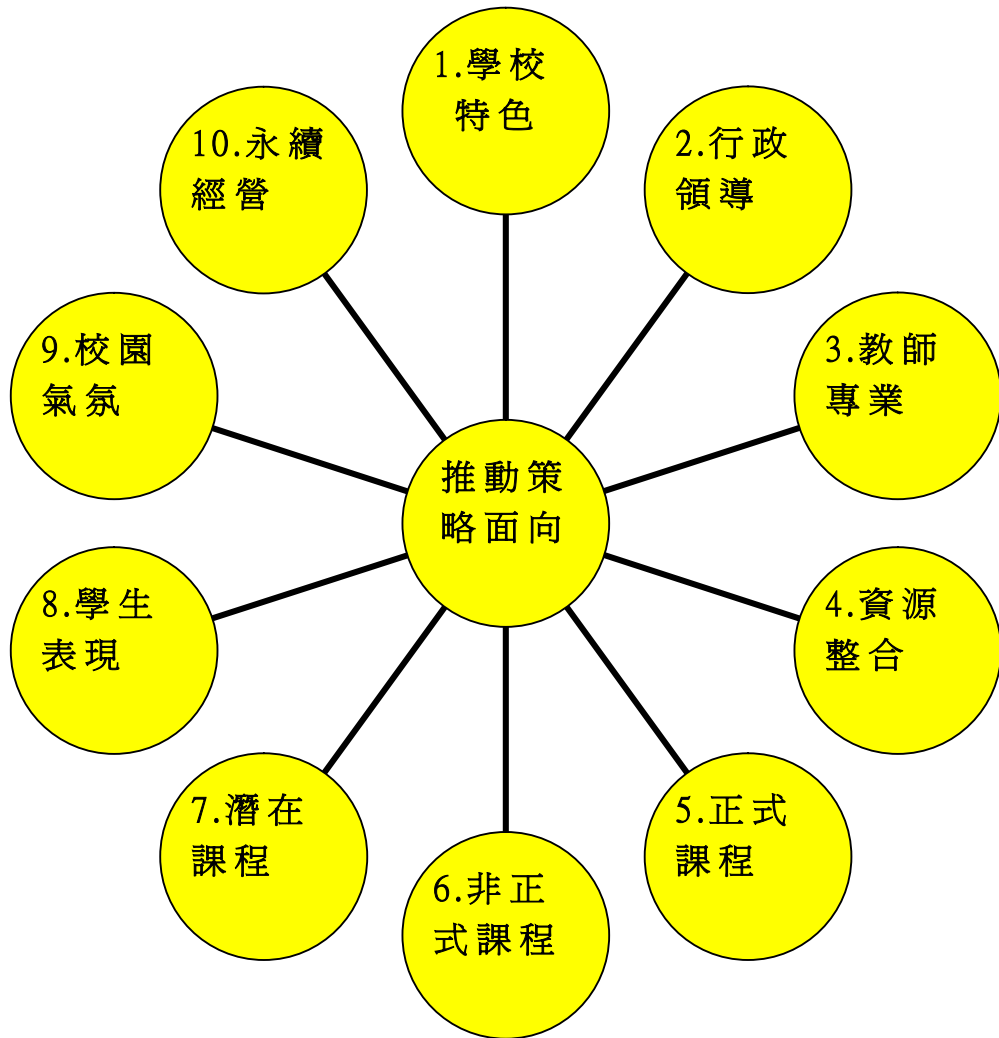 1.學校
特色
2.行政
領導
3.教師
專業
4.資源
整合
5.正式
課程
6.非正
式課程
7.潛在
課程
8.學生
表現
9.校園
氣氛
10.永續
經營
推動策
略面向